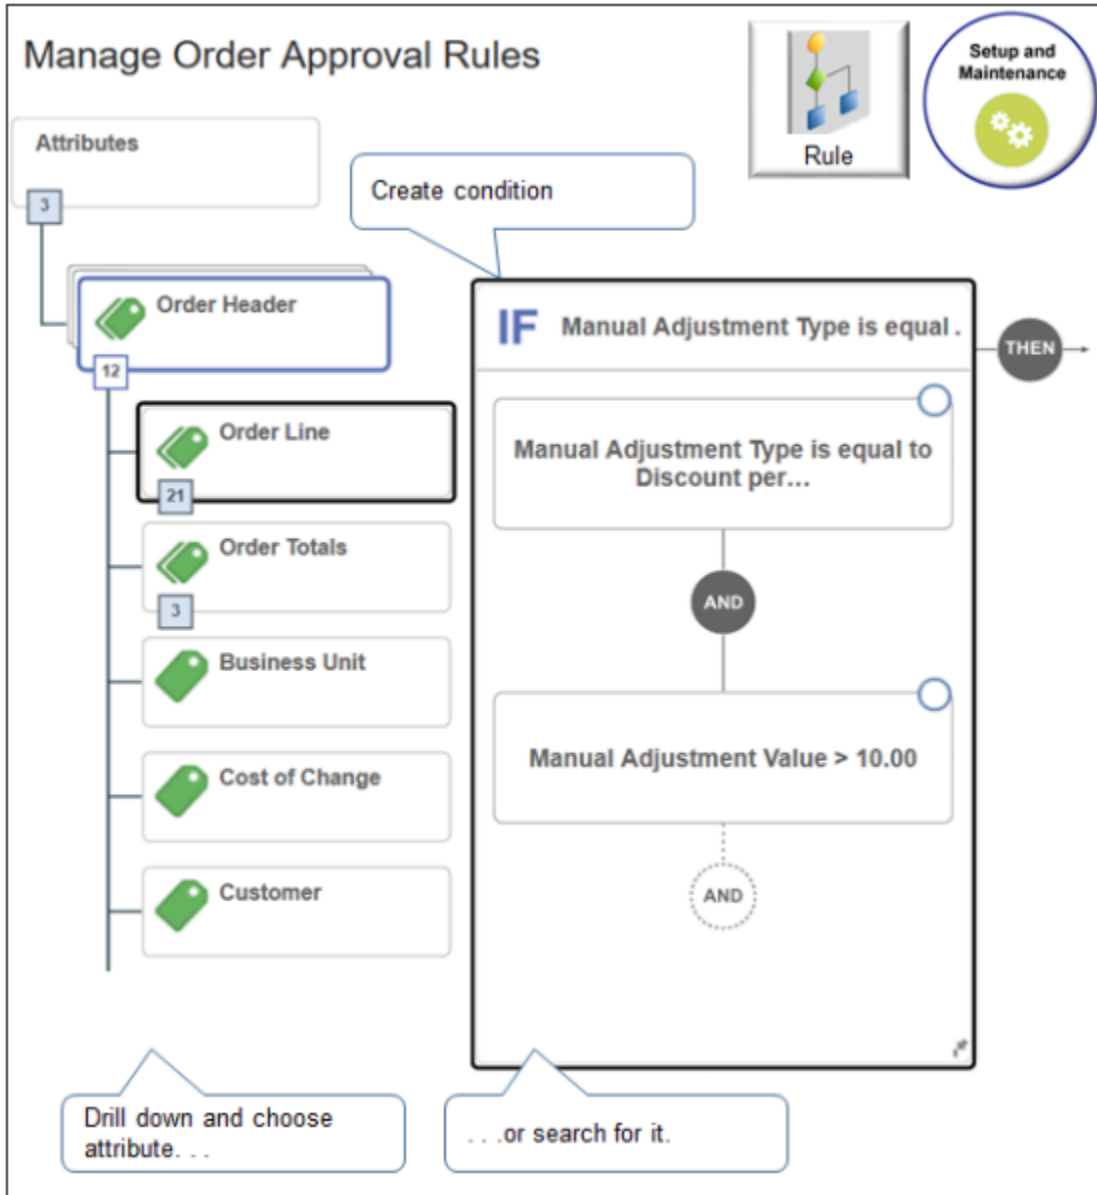 Manage Order Approval Rules
Rule
Setup and
Maintenance
Attributes
3
Create condition
Order Header
12
IF Manual Adjustment Type is equal .
THEN
Order Line
21
Manual Adjustment Type is equal to
Discount per...
Order Totals
3
AND
Business Unit
Manual Adjustment Value > 10.00
Cost of Change
AND
Customer
Drill down and choose
attribute. . .
. . .or search for it.